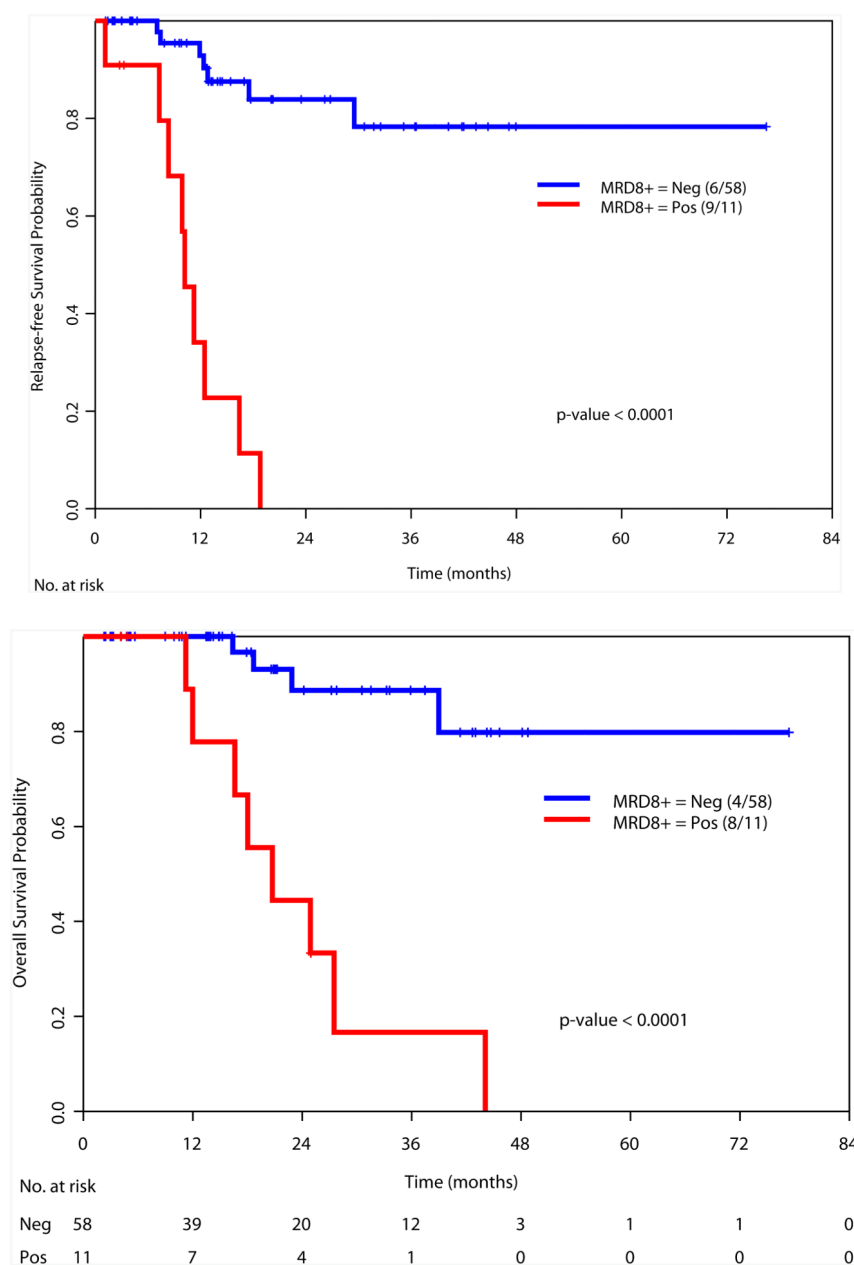 Relapse-free Survival Probability
0.8
0.6
0.4
0.2
0.0
MRD8+ = Neg (6/58)
MRD8+ = Pos (9/11)
p-value < 0.0001
0 12 24 36 48 60 72 84
Time (months)
No. at risk
Overall Survival Probability
0.8
0.6
0.4
0.2
0.0
MRD8+ = Neg (4/58)
MRD8+ = Pos (8/11)
p-value < 0.0001
0 12 24 36 48 60 72 84
Time (months)
No. at risk
Neg 58 39 20 12 3 1 1 0
Pos 11 7 4 1 0 0 0 0